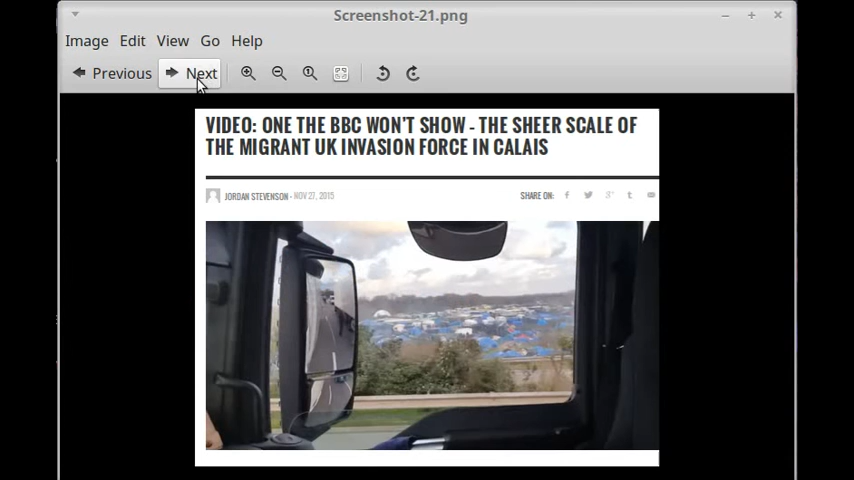 Screenshot-21.png
Image Edit View Go Help
Previous Next
VIDEO: ONE THE BBC WON'T SHOW - THE SHEER SCALE OF
THE MIGRANT UK INVASION FORCE IN CALAIS
JORDAN STEVENSON - NOV 27, 2015 SHARE ON: